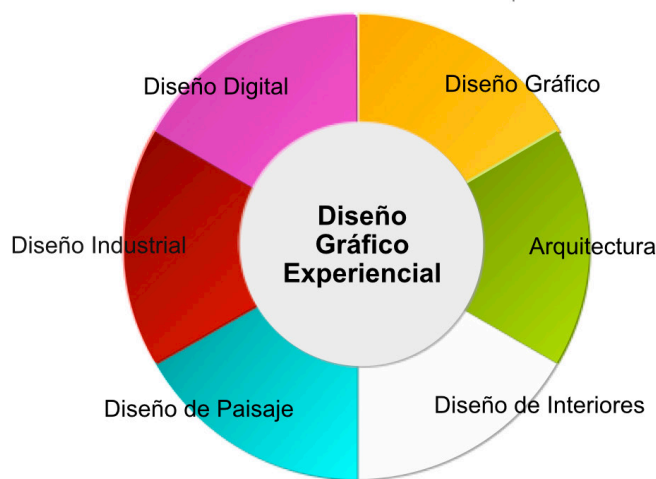 Diseño Digital
Diseño Gráfico
Diseño
Gráfico
Experiencial
Diseño Industrial
Arquitectura
Diseño de Paisaje
Diseño de Interiores